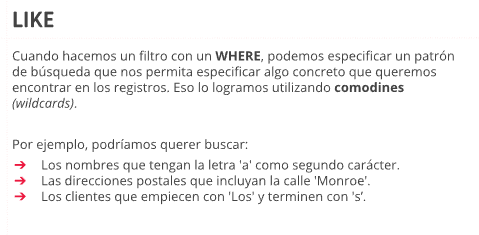 LIKE
Cuando hacemos un filtro con un WHERE, podemos especificar un patrón
de búsqueda que nos permita especificar algo concreto que queremos
encontrar en los registros. Eso lo logramos utilizando comodines
(wildcards).
Por ejemplo, podríamos querer buscar:
➔ Los nombres que tengan la letra 'a' como segundo carácter.
➔ Las direcciones postales que incluyan la calle 'Monroe'.
➔ Los clientes que empiecen con 'Los' y terminen con 's’.